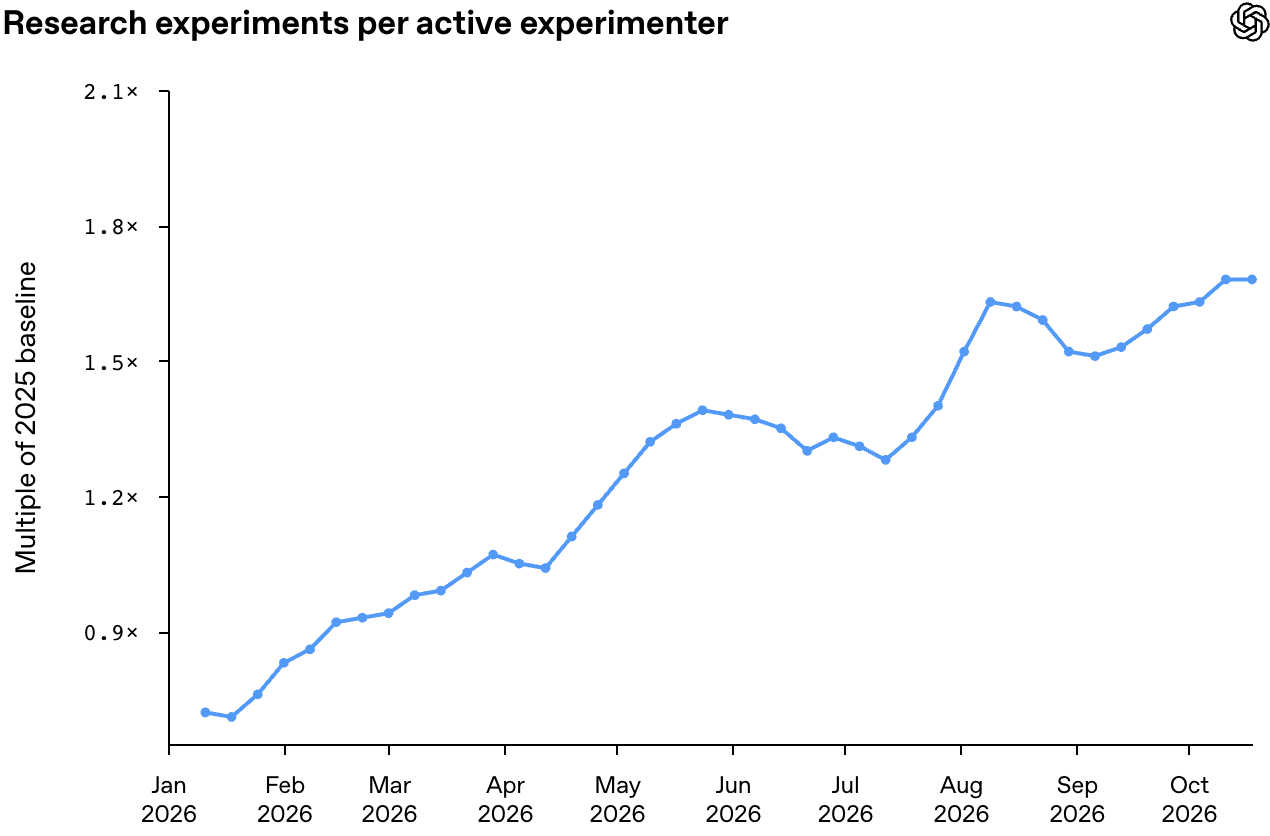 Research experiments per active experimenter
Multiple of 2025 baseline
2.1×
1.8×
1.5×
1.2×
0.9×
Jan 2026
Feb 2026
Mar 2026
Apr 2026
May 2026
Jun 2026
Jul 2026
Aug 2026
Sep 2026
Oct 2026